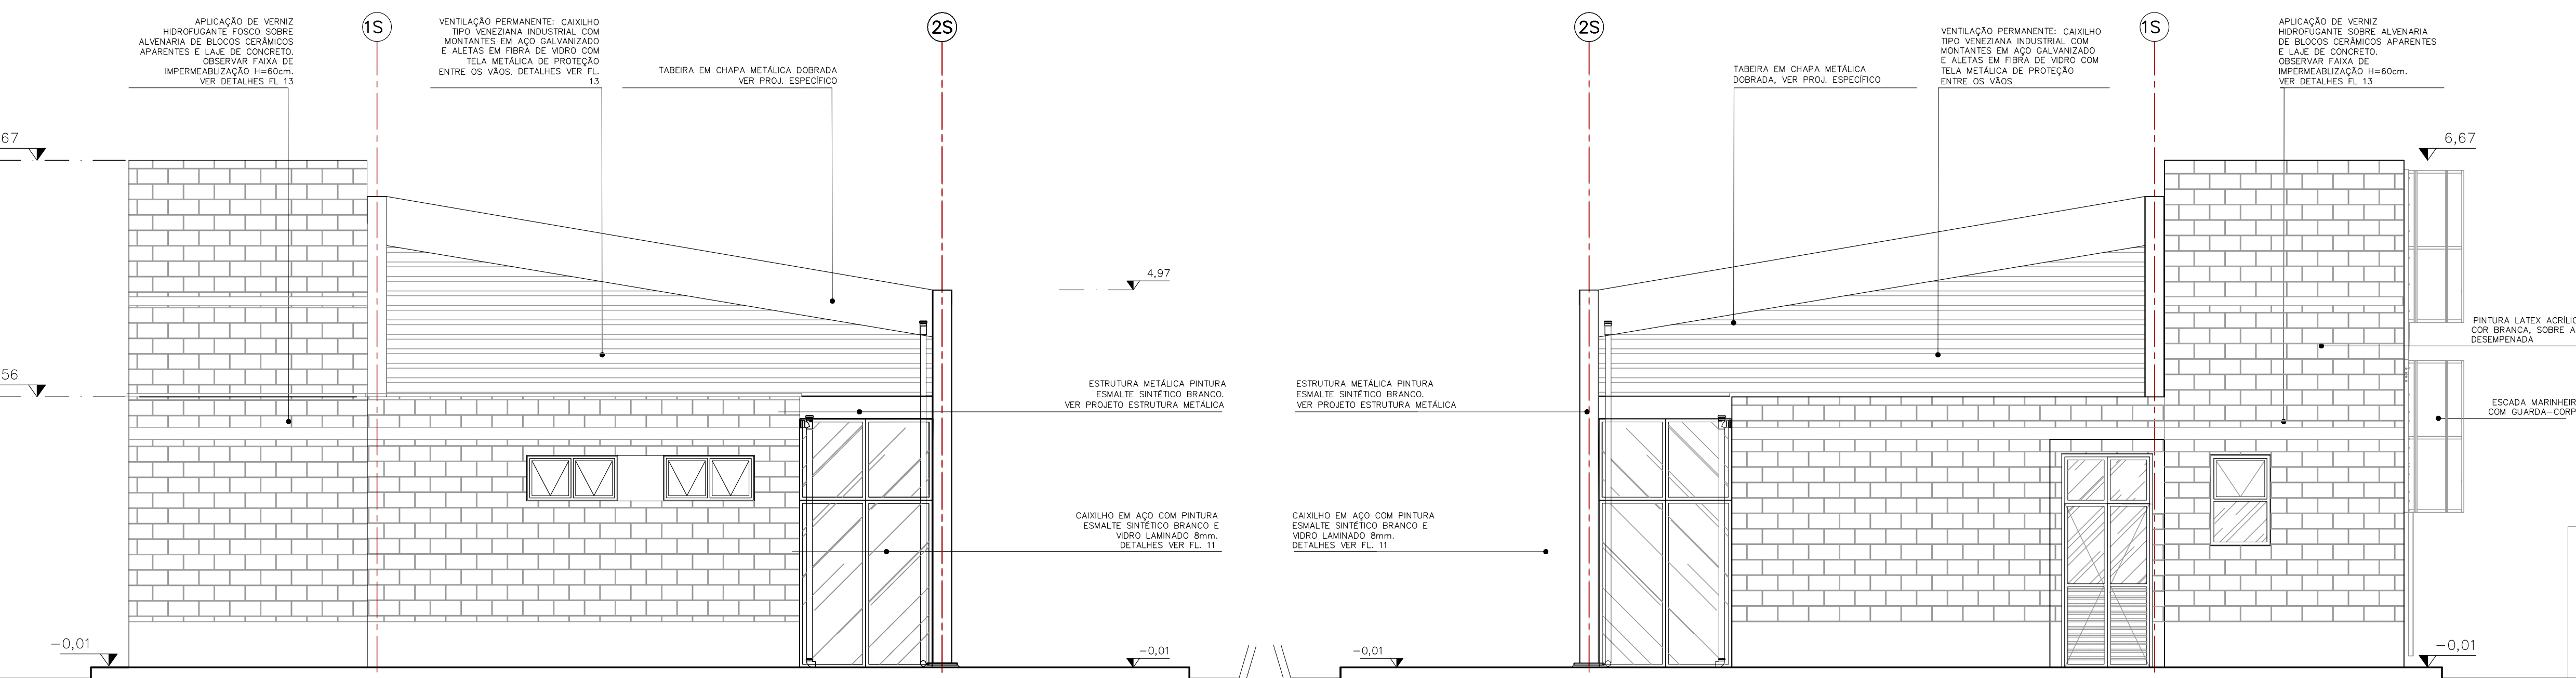 APLICAÇÃO DE VERNIZ
HIDROFUGANTE FOSCO SOBRE
ALVENARIA DE BLOCOS CERÂMICOS
APARENTES E LAJE DE CONCRETO.
OBSERVAR FAIXA DE
IMPERMEABLIZAÇÃO H=60cm.
VER DETALHES FL 13
1S
VENTILAÇÃO PERMANENTE: CAIXILHO
TIPO VENEZIANA INDUSTRIAL COM
MONTANTES EM AÇO GALVANIZADO
E ALETAS EM FIBRA DE VIDRO COM
TELA METÁLICA DE PROTEÇÃO
ENTRE OS VÃOS. DETALHES VER FL.
13
TABEIRA EM CHAPA METÁLICA DOBRADA
VER PROJ. ESPECÍFICO
2S
2S
TABEIRA EM CHAPA METÁLICA
DOBRADA, VER PROJ. ESPECÍFICO
VENTILAÇÃO PERMANENTE: CAIXILHO
TIPO VENEZIANA INDUSTRIAL COM
MONTANTES EM AÇO GALVANIZADO
E ALETAS EM FIBRA DE VIDRO COM
TELA METÁLICA DE PROTEÇÃO
ENTRE OS VÃOS
1S
APLICAÇÃO DE VERNIZ
HIDROFUGANTE SOBRE ALVENARIA
DE BLOCOS CERÂMICOS APARENTES
E LAJE DE CONCRETO.
OBSERVAR FAIXA DE
IMPERMEABLIZAÇÃO H=60cm.
VER DETALHES FL 13
67
6,67
4,97
PINTURA LATEX ACRÍLIC
COR BRANCA, SOBRE A
DESEMPENADA
56
ESTRUTURA METÁLICA PINTURA
ESMALTE SINTÉTICO BRANCO.
VER PROJETO ESTRUTURA METÁLICA
ESTRUTURA METÁLICA PINTURA
ESMALTE SINTÉTICO BRANCO.
VER PROJETO ESTRUTURA METÁLICA
ESCADA MARINHEIR
COM GUARDA-CORP
CAIXILHO EM AÇO COM PINTURA
ESMALTE SINTÉTICO BRANCO E
VIDRO LAMINADO 8mm.
DETALHES VER FL. 11
CAIXILHO EM AÇO COM PINTURA
ESMALTE SINTÉTICO BRANCO E
VIDRO LAMINADO 8mm.
DETALHES VER FL. 11
-0,01
-0,01
-0,01
-0,01